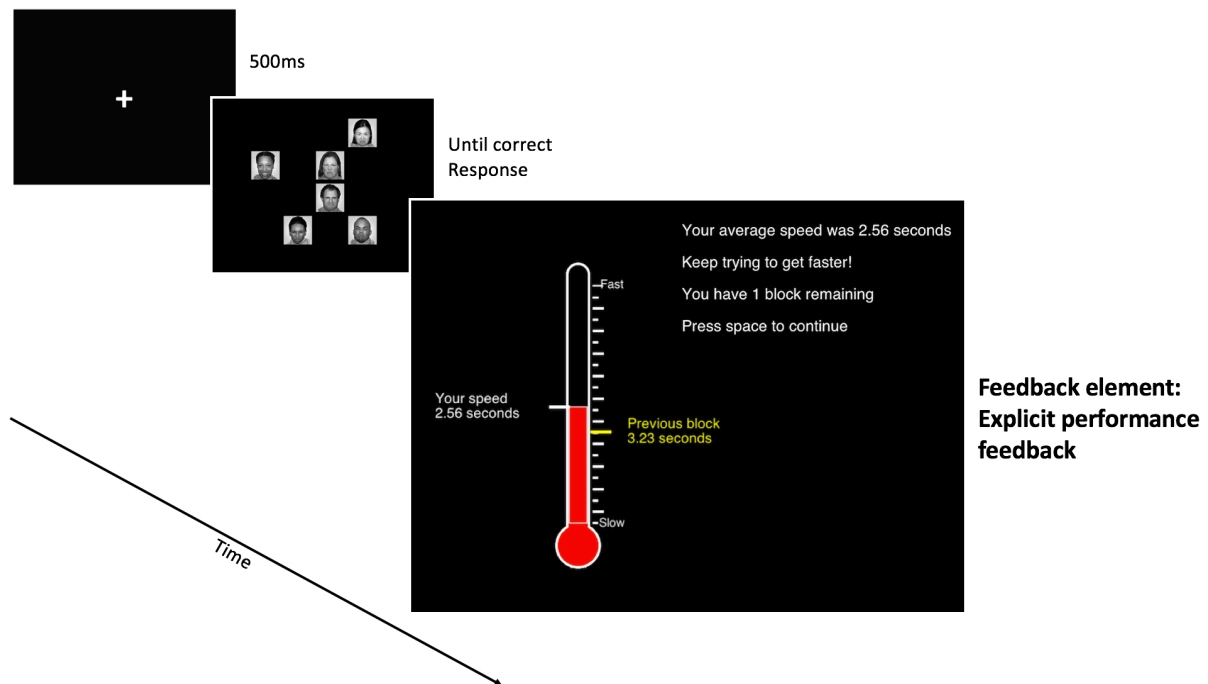 500ms
Until correct
Response
Your average speed was 2.56 seconds
Keep trying to get faster!
You have 1 block remaining
Press space to continue
Fast
Your speed
2.56 seconds
Previous block
3.23 seconds
Slow
Feedback element:
Explicit performance
feedback
Time